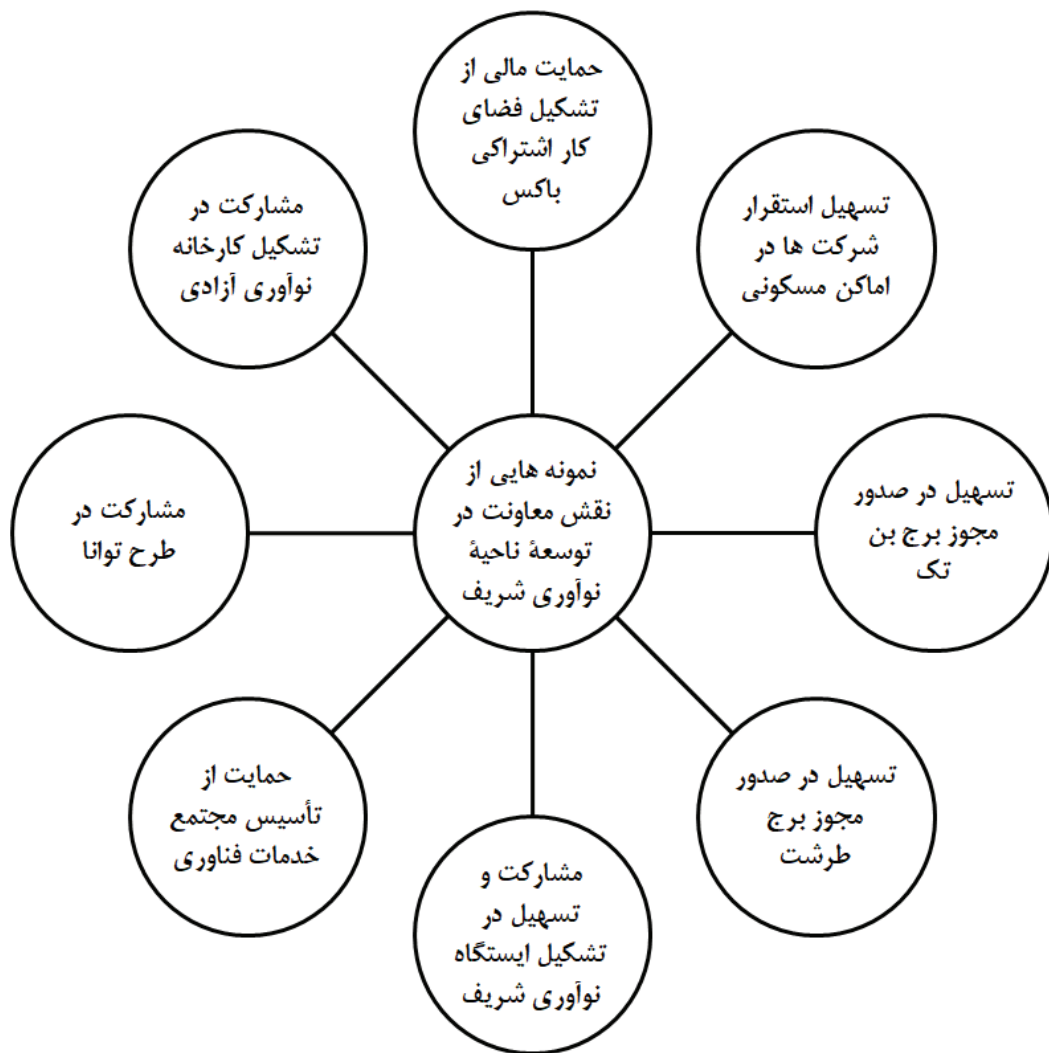 حمایت مالی از
تشکیل فضای
کار اشتراکی
باکس
تسهیل استقرار
شرکت ها در
اماکن مسکونی
تسهیل در صدور
مجوز برج بن
تک
تسهیل در صدور
مجوز برج
طرشت
مشارکت و
تسهیل در
تشکیل ایستگاه
نوآوری شریف
حمایت از
تأسیس مجتمع
خدمات فناوری
مشارکت در
طرح توانا
مشارکت در
تشکیل کارخانه
نوآوری آزادی
نمونه هایی از
نقش معاونت در
توسعۀ ناحیۀ
نوآوری شریف